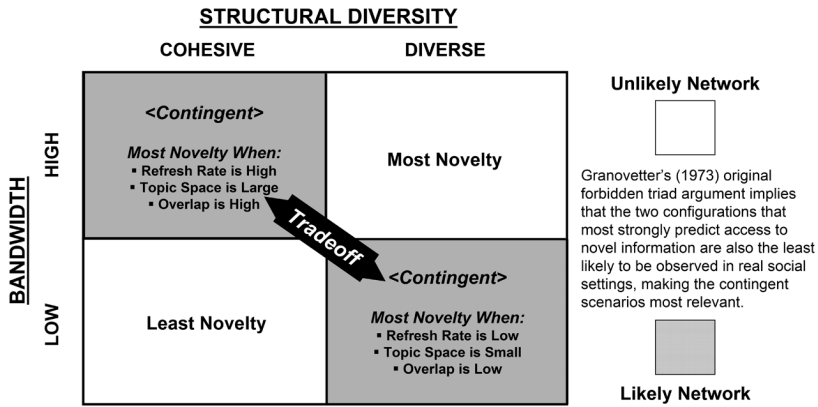 STRUCTURAL DIVERSITY
COHESIVE
DIVERSE
BANDWIDTH
HIGH
LOW
<Contingent>
Most Novelty When:
▪ Refresh Rate is High
▪ Topic Space is Large
▪ Overlap is High
Most Novelty
Tradeoff
Least Novelty
<Contingent>
Most Novelty When:
▪ Refresh Rate is Low
▪ Topic Space is Small
▪ Overlap is Low
Unlikely Network
Granovetter's (1973) original
forbidden triad argument implies
that the two configurations that
most strongly predict access to
novel information are also the least
likely to be observed in real social
settings, making the contingent
scenarios most relevant.
Likely Network